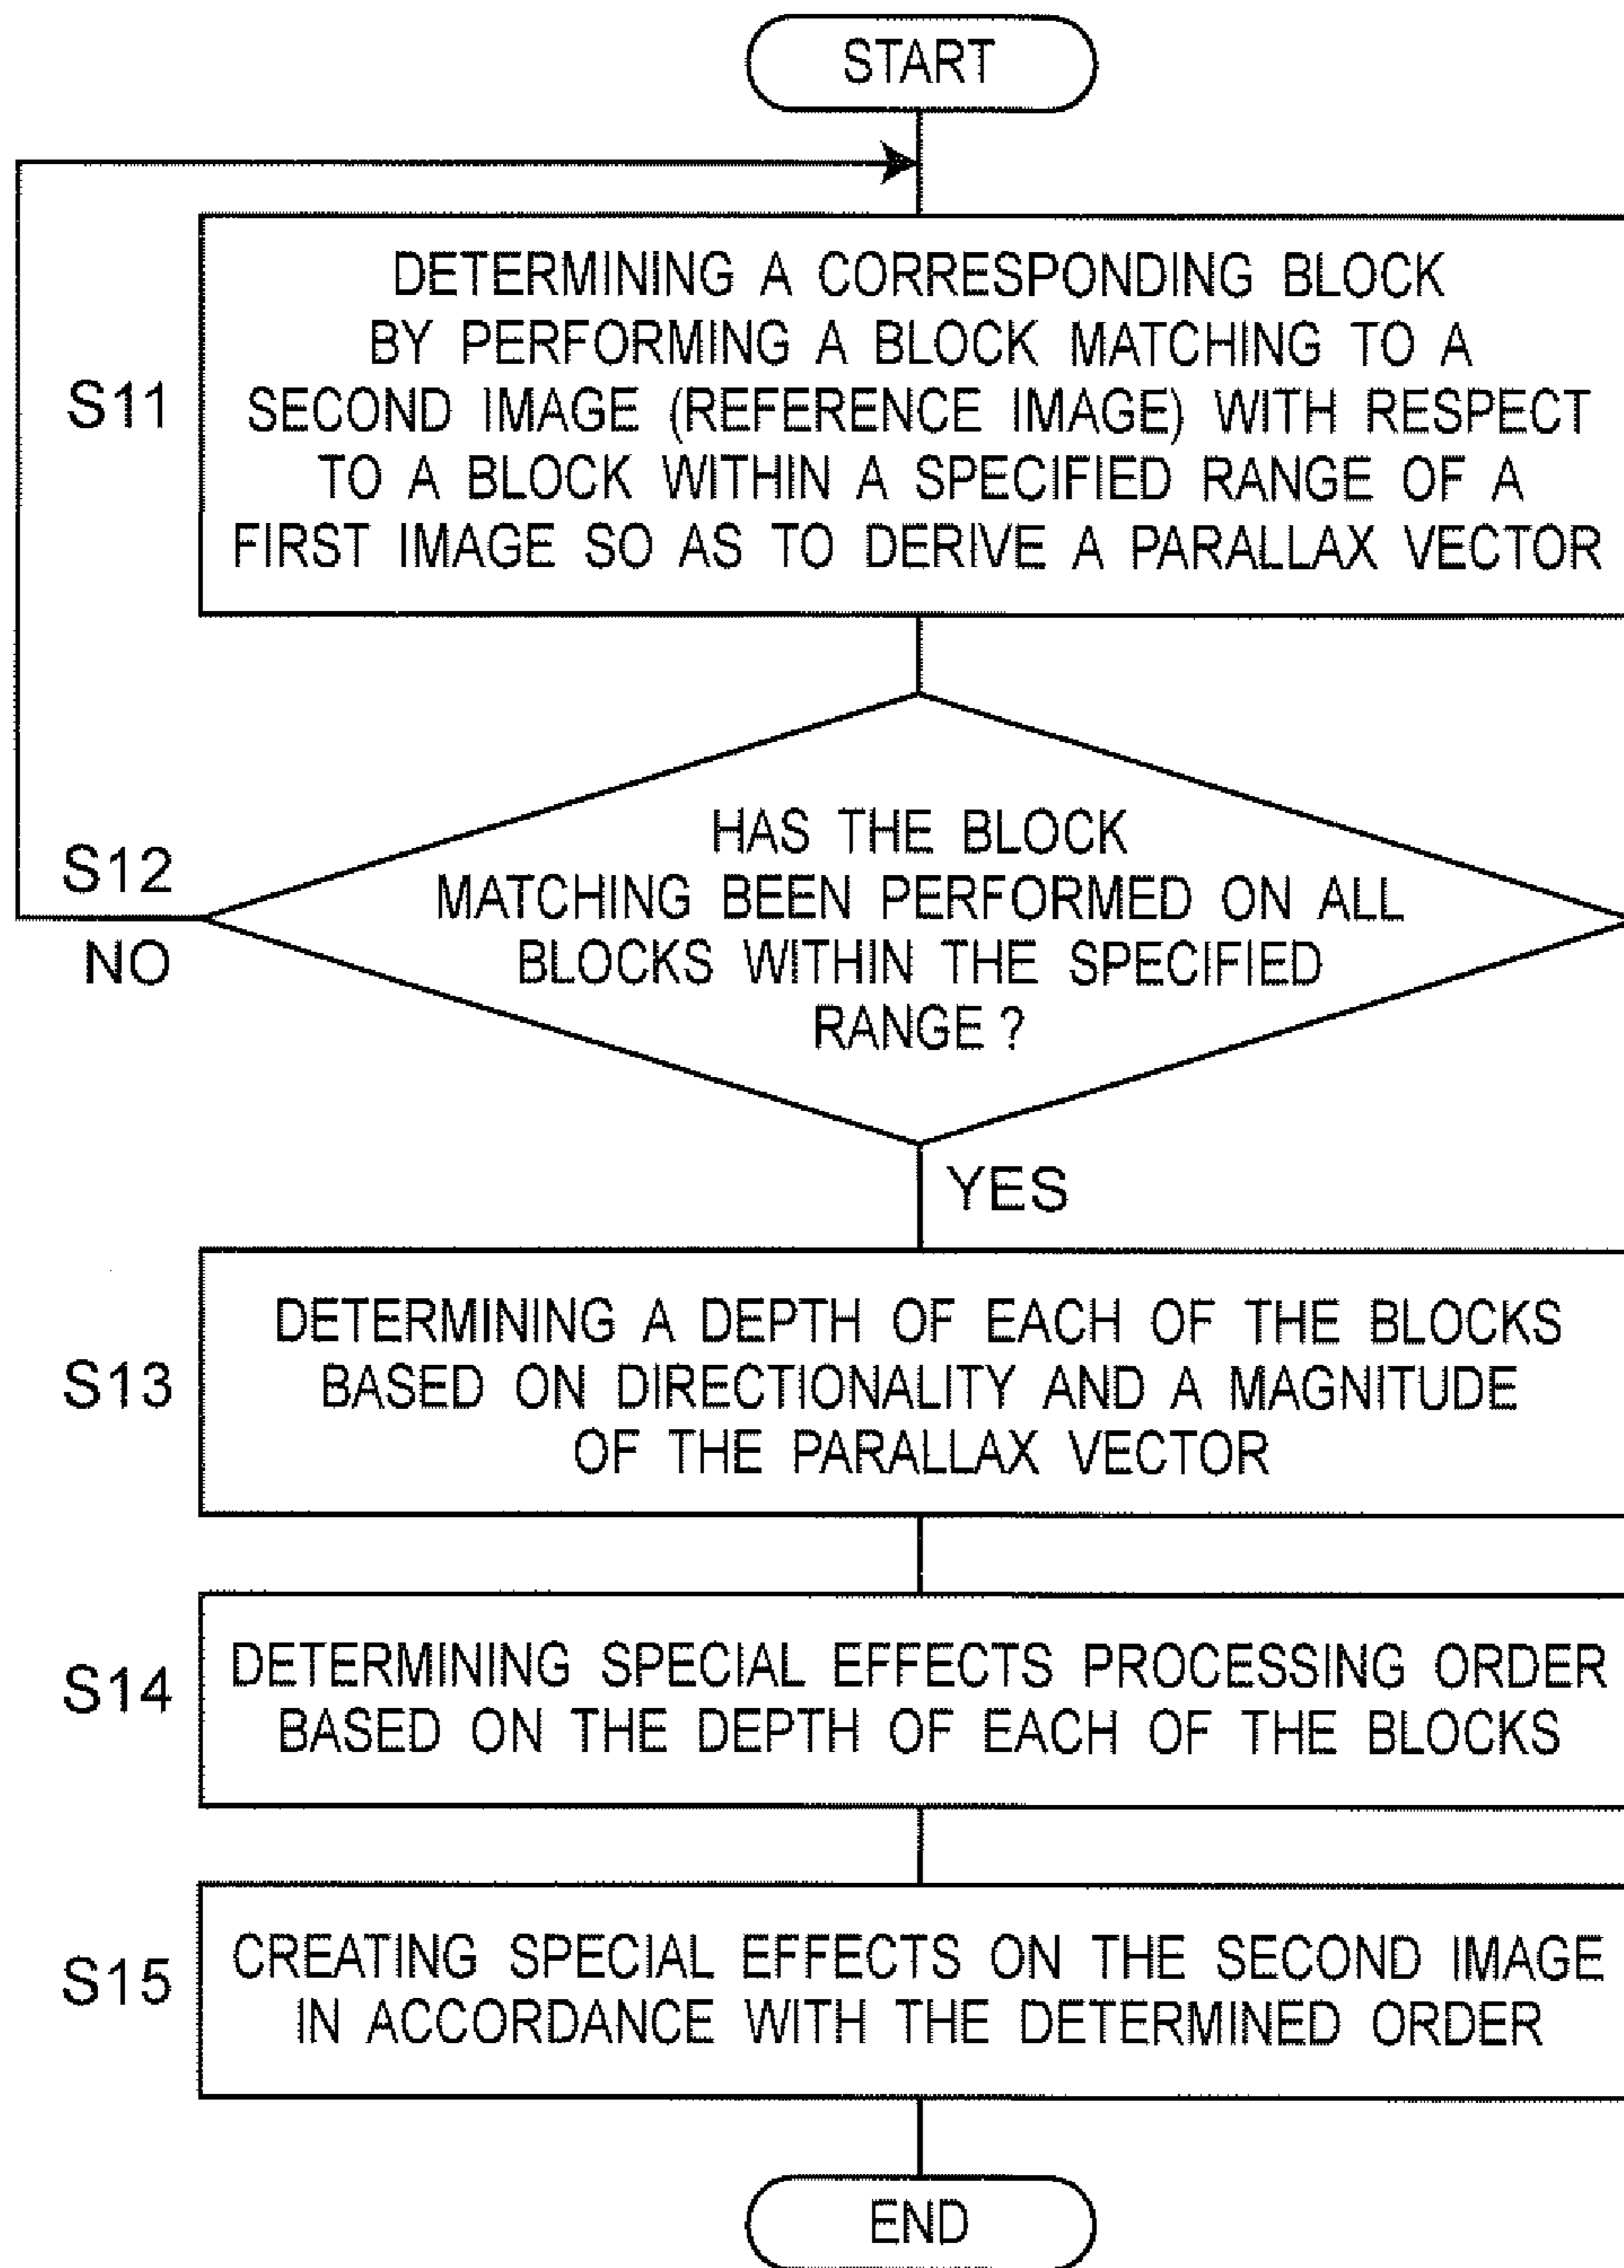 START
DETERMINING A CORRESPONDING BLOCK
BY PERFORMING A BLOCK MATCHING TO A
S11
SECOND IMAGE (REFERENCE IMAGE) WITH RESPECT
TO A BLOCK WITHIN A SPECIFIED RANGE OF A
FIRST IMAGE SO AS TO DERIVE A PARALLAX VECTOR
HAS THE BLOCK
S12
MATCHING BEEN PERFORMED ON ALL
NO
BLOCKS WITHIN THE SPECIFIED
RANGE ?
YES
DETERMINING A DEPTH OF EACH OF THE BLOCKS
S13
BASED ON DIRECTIONALITY AND A MAGNITUDE
OF THE PARALLAX VECTOR
S14
DETERMINING SPECIAL EFFECTS PROCESSING ORDER
BASED ON THE DEPTH OF EACH OF THE BLOCKS
S15
CREATING SPECIAL EFFECTS ON THE SECOND IMAGE
IN ACCORDANCE WITH THE DETERMINED ORDER
END